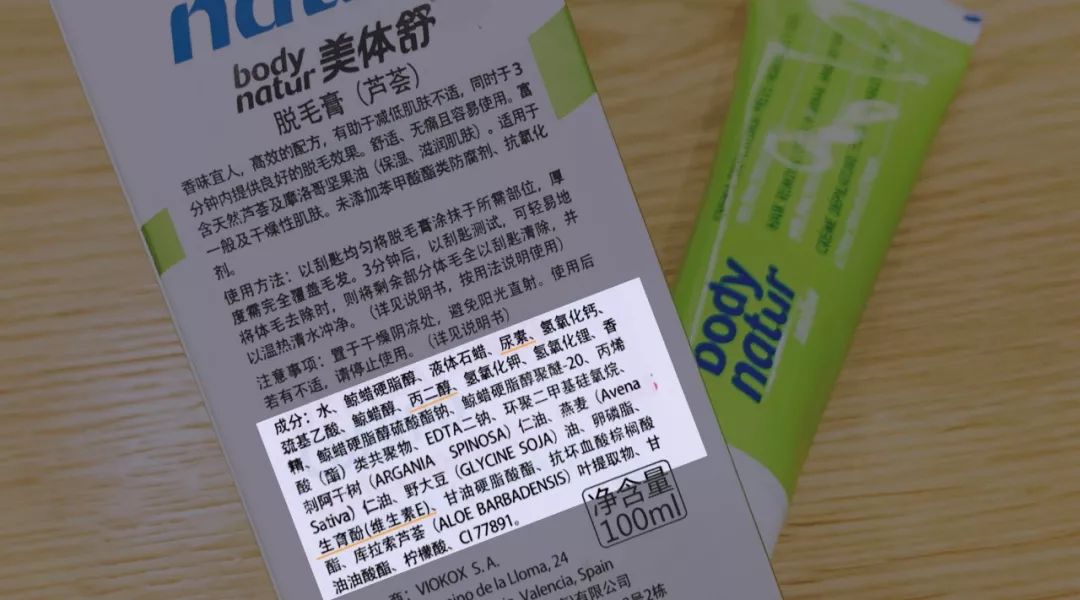 natur
body
natur 美体舒
脱毛膏（芦荟）
香味宜人，高效的配方，有助于减低肌肤不适，同时于3
分钟内提供良好的脱毛效果。舒适、无痛且容易使用。富
含天然芦荟及摩洛哥坚果油（保湿、滋润肌肤）。适用于
一般及干燥性肌肤。未添加苯甲酸酯类防腐剂、抗氧化
剂。
使用方法：以刮匙均匀将脱毛膏涂抹于所需部位，厚
度需完全覆盖毛发。3分钟后，以刮匙测试，可轻易地
将体毛去除时，则将剩余部分体毛全以刮匙清除，并
以温热清水冲净。（详见说明书，按用法说明使用）
注意事项：置于干燥阴凉处，避免阳光直射。使用后
若有不适，请停止使用。（详见说明书）
成分：水、鲸蜡硬脂醇、液体石蜡、尿素、氢氧化钙、
巯基乙酸、鲸蜡醇、丙二醇、氢氧化钾、氢氧化锂、香
精、鲸蜡硬脂醇硫酸酯钠、鲸蜡硬脂醇聚醚-20、丙烯
酸（酯）类共聚物、EDTA二钠、环聚二甲基硅氧烷、
刺阿干树（ARGANIA SPINOSA）仁油、燕麦（Avena
Sativa）仁油、野大豆（GLYCINE SOJA）油、卵磷脂、
生育酚(维生素E)、甘油硬脂酸酯、抗坏血酸棕榈酸
酯、库拉索芦荟（ALOE BARBADENSIS）叶提取物、甘
油油酸酯、柠檬酸、CI 77891。
净含量
100ml
商：VIOKOX S. A.
ino de la Lloma, 24
Valencia, Spain
有限公司
2栋
body
natur